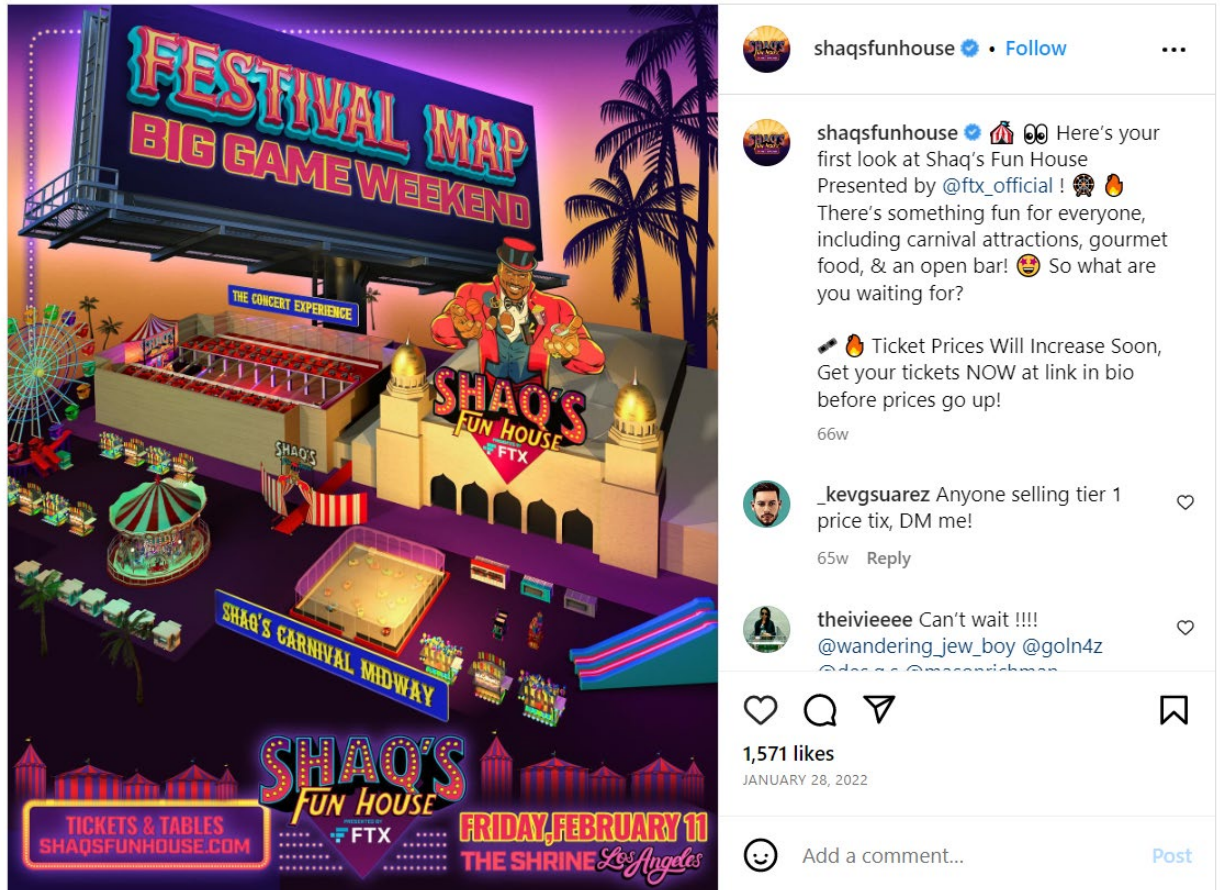 FESTIVAL MAP
BIG GAME WEEKEND
THE CONCERT EXPERIENCE
SHAQ'S
SHAQ'S
FUN HOUSE
PRESENTED BY
FTX
SHAQ'S
SHAQ'S CARNIVAL MIDWAY
SHAQ'S
FUN HOUSE
PRESENTED BY
FTX
TICKETS & TABLES
SHAQSFUNHOUSE.COM
FRIDAY, FEBRUARY 11
THE SHRINE Los Angeles
shaqsfunhouse • Follow
shaqsfunhouse 🎪 👀 Here's your
first look at Shaq's Fun House
Presented by @ftx_official ! 🎡 🔥
There's something fun for everyone,
including carnival attractions, gourmet
food, & an open bar! 🤩 So what are
you waiting for?
🎟 🔥 Ticket Prices Will Increase Soon,
Get your tickets NOW at link in bio
before prices go up!
66w
_kevgsuarez Anyone selling tier 1
price tix, DM me!
65w Reply
theivieeee Can't wait !!!!
@wandering_jew_boy @goln4z
1,571 likes
JANUARY 28, 2022
Add a comment... Post